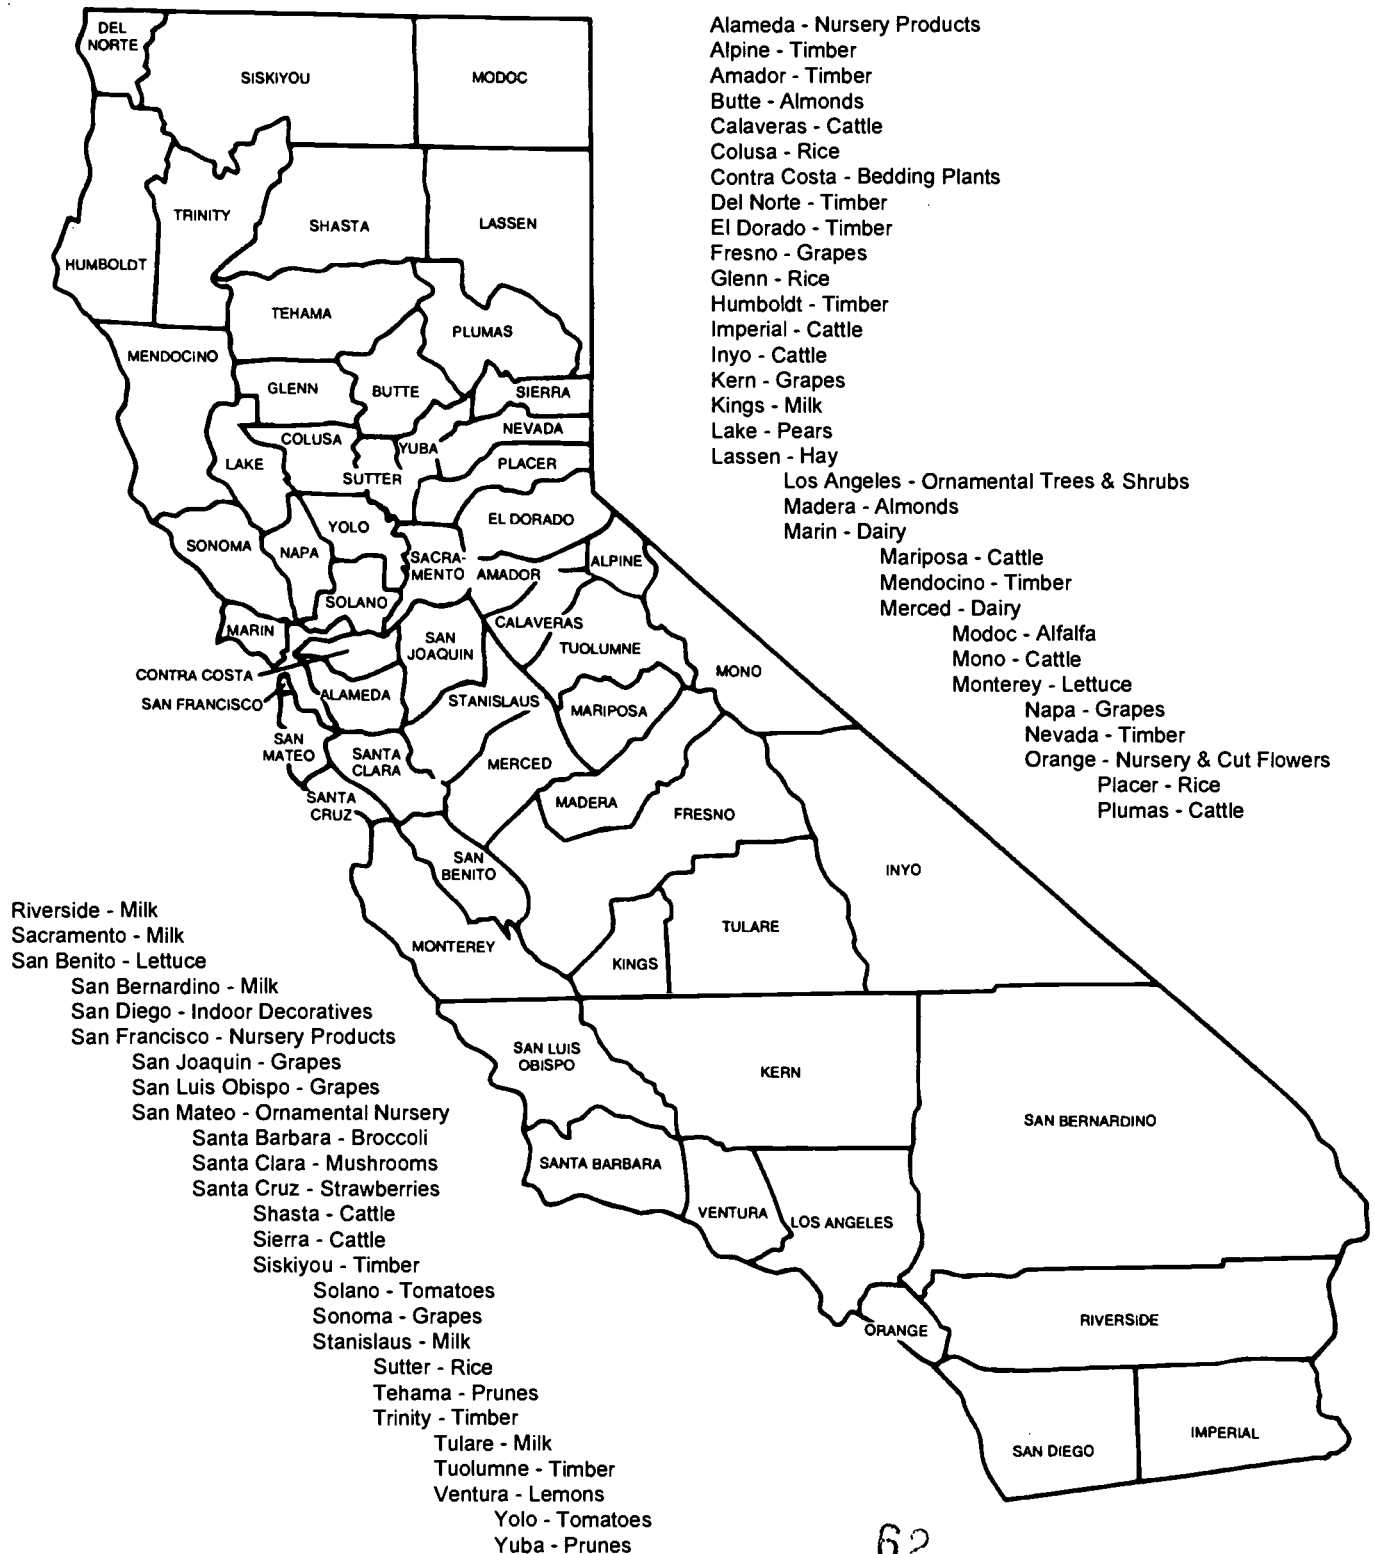 DEL
NORTE
SISKIYOU
MODOC
TRINITY
SHASTA
LASSEN
HUMBOLDT
TEHAMA
PLUMAS
MENDOCINO
GLENN
BUTTE
SIERRA
COLUSA
YUBA
NEVADA
LAKE
SUTTER
PLACER
SONOMA
NAPA
YOLO
EL DORADO
SACRA-
MENTO
AMADOR
ALPINE
SOLANO
MARIN
SAN
JOAQUIN
CALAVERAS
TUOLUMNE
MONO
CONTRA COSTA
SAN FRANCISCO
ALAMEDA
STANISLAUS
MARIPOSA
SAN
MATEO
SANTA
CLARA
MERCED
SANTA
CRUZ
MADERA
FRESNO
SAN
BENITO
INYO
MONTEREY
KINGS
TULARE
SAN LUIS
OBISPO
KERN
SAN BERNARDINO
SANTA BARBARA
VENTURA
LOS ANGELES
ORANGE
RIVERSIDE
SAN DIEGO
IMPERIAL
Alameda - Nursery Products
Alpine - Timber
Amador - Timber
Butte - Almonds
Calaveras - Cattle
Colusa - Rice
Contra Costa - Bedding Plants
Del Norte - Timber
El Dorado - Timber
Fresno - Grapes
Glenn - Rice
Humboldt - Timber
Imperial - Cattle
Inyo - Cattle
Kern - Grapes
Kings - Milk
Lake - Pears
Lassen - Hay
Los Angeles - Ornamental Trees & Shrubs
Madera - Almonds
Marin - Dairy
Mariposa - Cattle
Mendocino - Timber
Merced - Dairy
Modoc - Alfalfa
Mono - Cattle
Monterey - Lettuce
Napa - Grapes
Nevada - Timber
Orange - Nursery & Cut Flowers
Placer - Rice
Plumas - Cattle
Riverside - Milk
Sacramento - Milk
San Benito - Lettuce
San Bernardino - Milk
San Diego - Indoor Decoratives
San Francisco - Nursery Products
San Joaquin - Grapes
San Luis Obispo - Grapes
San Mateo - Ornamental Nursery
Santa Barbara - Broccoli
Santa Clara - Mushrooms
Santa Cruz - Strawberries
Shasta - Cattle
Sierra - Cattle
Siskiyou - Timber
Solano - Tomatoes
Sonoma - Grapes
Stanislaus - Milk
Sutter - Rice
Tehama - Prunes
Trinity - Timber
Tulare - Milk
Tuolumne - Timber
Ventura - Lemons
Yolo - Tomatoes
Yuba - Prunes